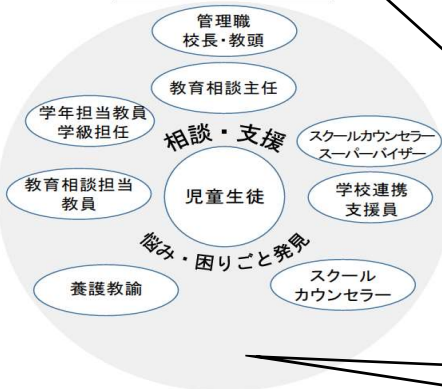 管理職
校長・教頭
教育相談主任
学年担当教員
学級担任
相談・支援
スクールカウンセラー
スーパーバイザー
教育相談担当
教員
児童生徒
学校連携
支援員
悩み・困りごと発見
養護教諭
スクール
カウンセラー